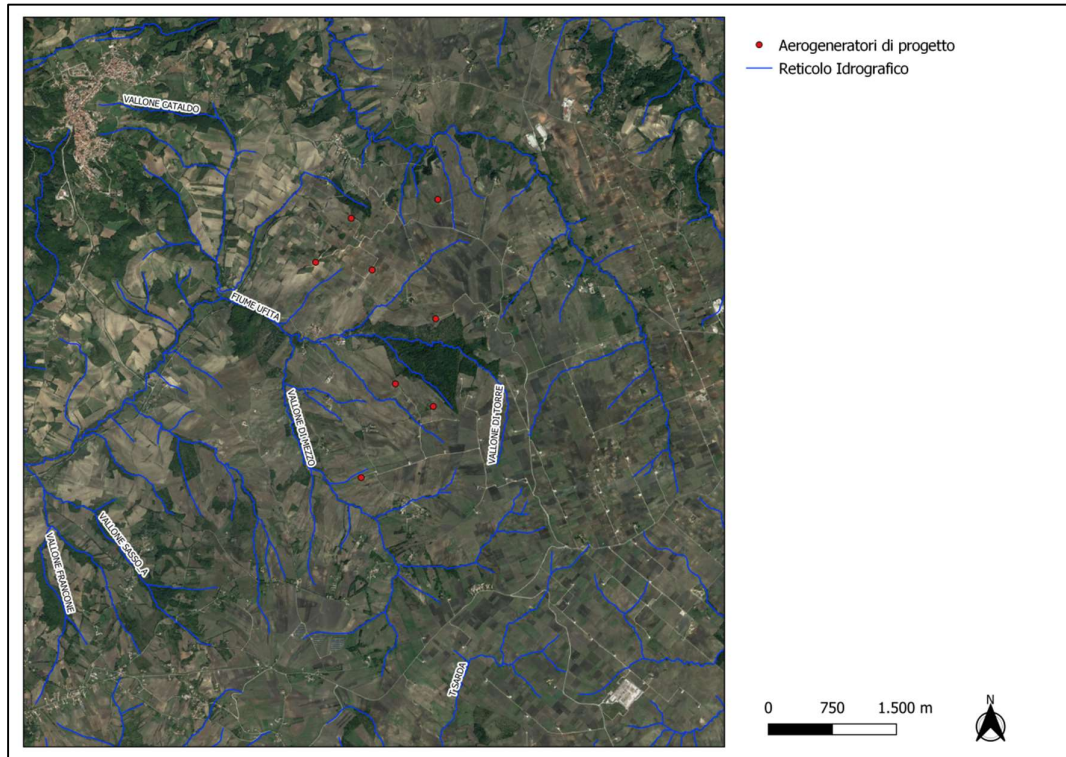 Aerogeneratori di progetto
Reticolo Idrografico
VALLONE CATALDO
FIUME UFITA
VALLONE DI MEZZO
VALLONE DI TORRE
VALLONE SASSO_A
VALLONE FRANCONE
T. SARDA
0 750 1.500 m
N